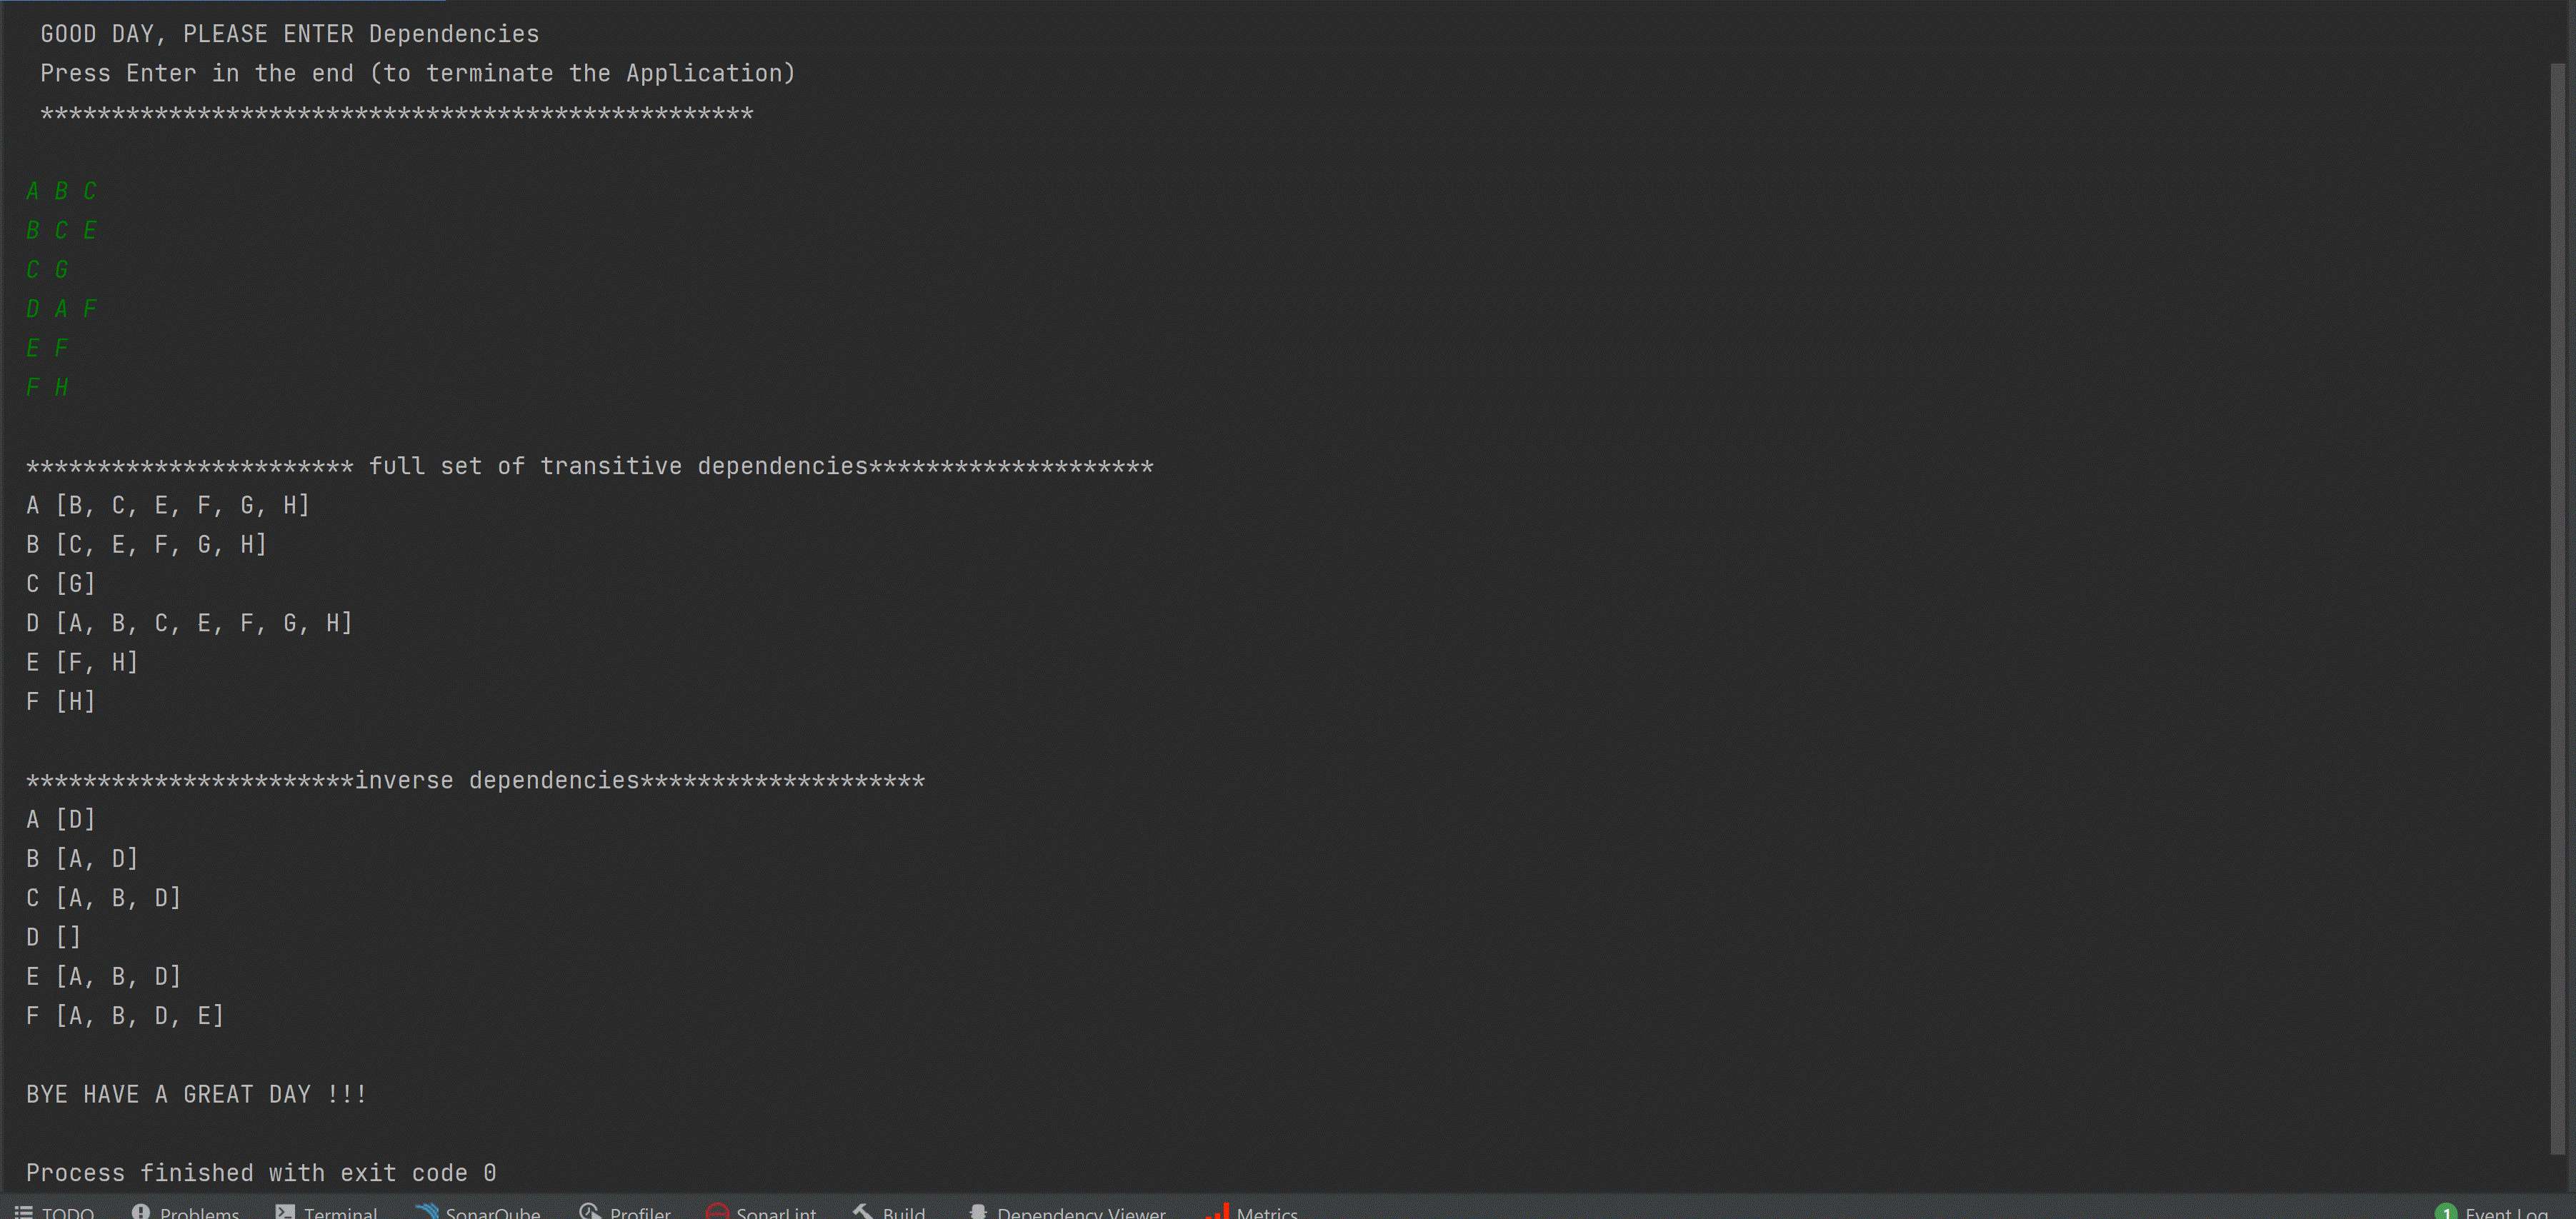 GOOD DAY, PLEASE ENTER Dependencies
Press Enter in the end (to terminate the Application)
**************************************************
A B C
B C E
C G
D A F
E F
F H
*********************** full set of transitive dependencies********************
A [B, C, E, F, G, H]
B [C, E, F, G, H]
C [G]
D [A, B, C, E, F, G, H]
E [F, H]
F [H]
***********************inverse dependencies********************
A [D]
B [A, D]
C [A, B, D]
D []
E [A, B, D]
F [A, B, D, E]
BYE HAVE A GREAT DAY !!!
Process finished with exit code 0
TODO Problems Terminal SonarQube Profiler SonarLint Build Dependency Viewer Metrics 1 Event Log